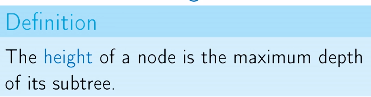 Definition
The height of a node is the maximum depth
of its subtree.